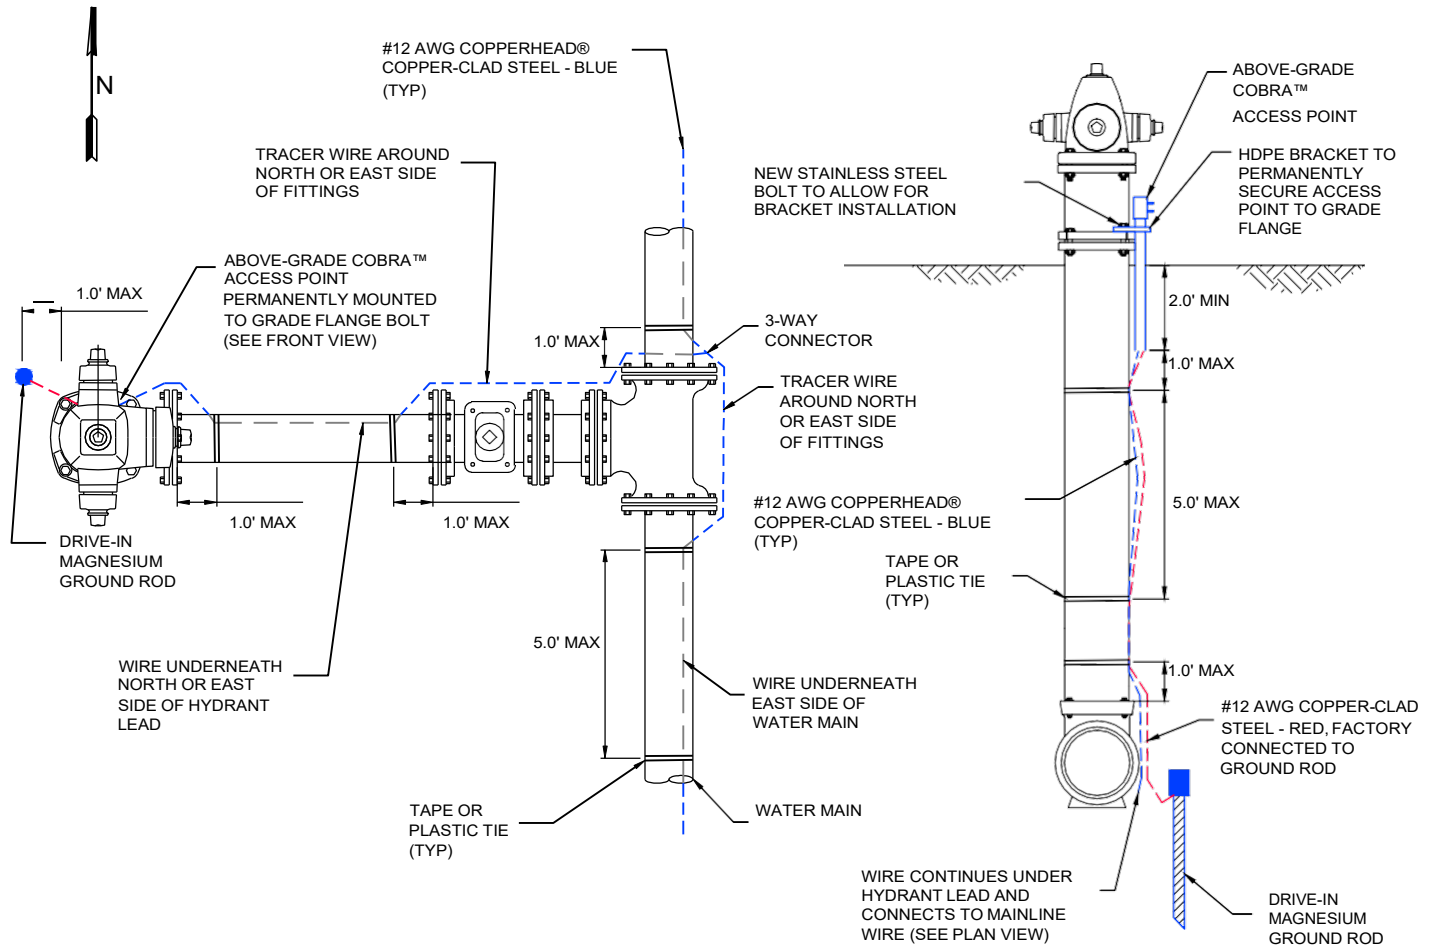 N
#12 AWG COPPERHEAD®
COPPER-CLAD STEEL - BLUE
(TYP)
TRACER WIRE AROUND
NORTH OR EAST SIDE
OF FITTINGS
ABOVE-GRADE COBRA™
ACCESS POINT
PERMANENTLY MOUNTED
TO GRADE FLANGE BOLT
(SEE FRONT VIEW)
1.0' MAX
1.0' MAX
3-WAY
CONNECTOR
TRACER WIRE
AROUND NORTH
OR EAST SIDE
OF FITTINGS
1.0' MAX
1.0' MAX
DRIVE-IN
MAGNESIUM
GROUND ROD
WIRE UNDERNEATH
NORTH OR EAST
SIDE OF HYDRANT
LEAD
5.0' MAX
WIRE UNDERNEATH
EAST SIDE OF
WATER MAIN
TAPE OR
PLASTIC TIE
(TYP)
WATER MAIN
ABOVE-GRADE
COBRA™
ACCESS POINT
NEW STAINLESS STEEL
BOLT TO ALLOW FOR
BRACKET INSTALLATION
HDPE BRACKET TO
PERMANENTLY
SECURE ACCESS
POINT TO GRADE
FLANGE
2.0' MIN
1.0' MAX
#12 AWG COPPERHEAD®
COPPER-CLAD STEEL - BLUE
(TYP)
5.0' MAX
TAPE OR
PLASTIC TIE
(TYP)
1.0' MAX
#12 AWG COPPER-CLAD
STEEL - RED, FACTORY
CONNECTED TO
GROUND ROD
WIRE CONTINUES UNDER
HYDRANT LEAD AND
CONNECTS TO MAINLINE
WIRE (SEE PLAN VIEW)
DRIVE-IN
MAGNESIUM
GROUND ROD